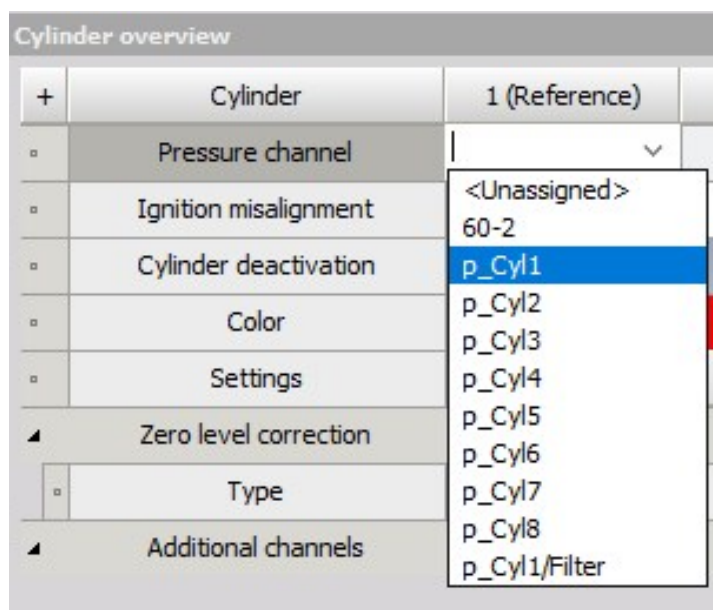 Cylinder overview
+ Cylinder 1 (Reference)
Pressure channel
<Unassigned>
Ignition misalignment
60-2
Cylinder deactivation
p_Cyl1
p_Cyl2
Color
p_Cyl3
Settings
p_Cyl4
p_Cyl5
Zero level correction
p_Cyl6
Type
p_Cyl7
p_Cyl8
Additional channels
p_Cyl1/Filter